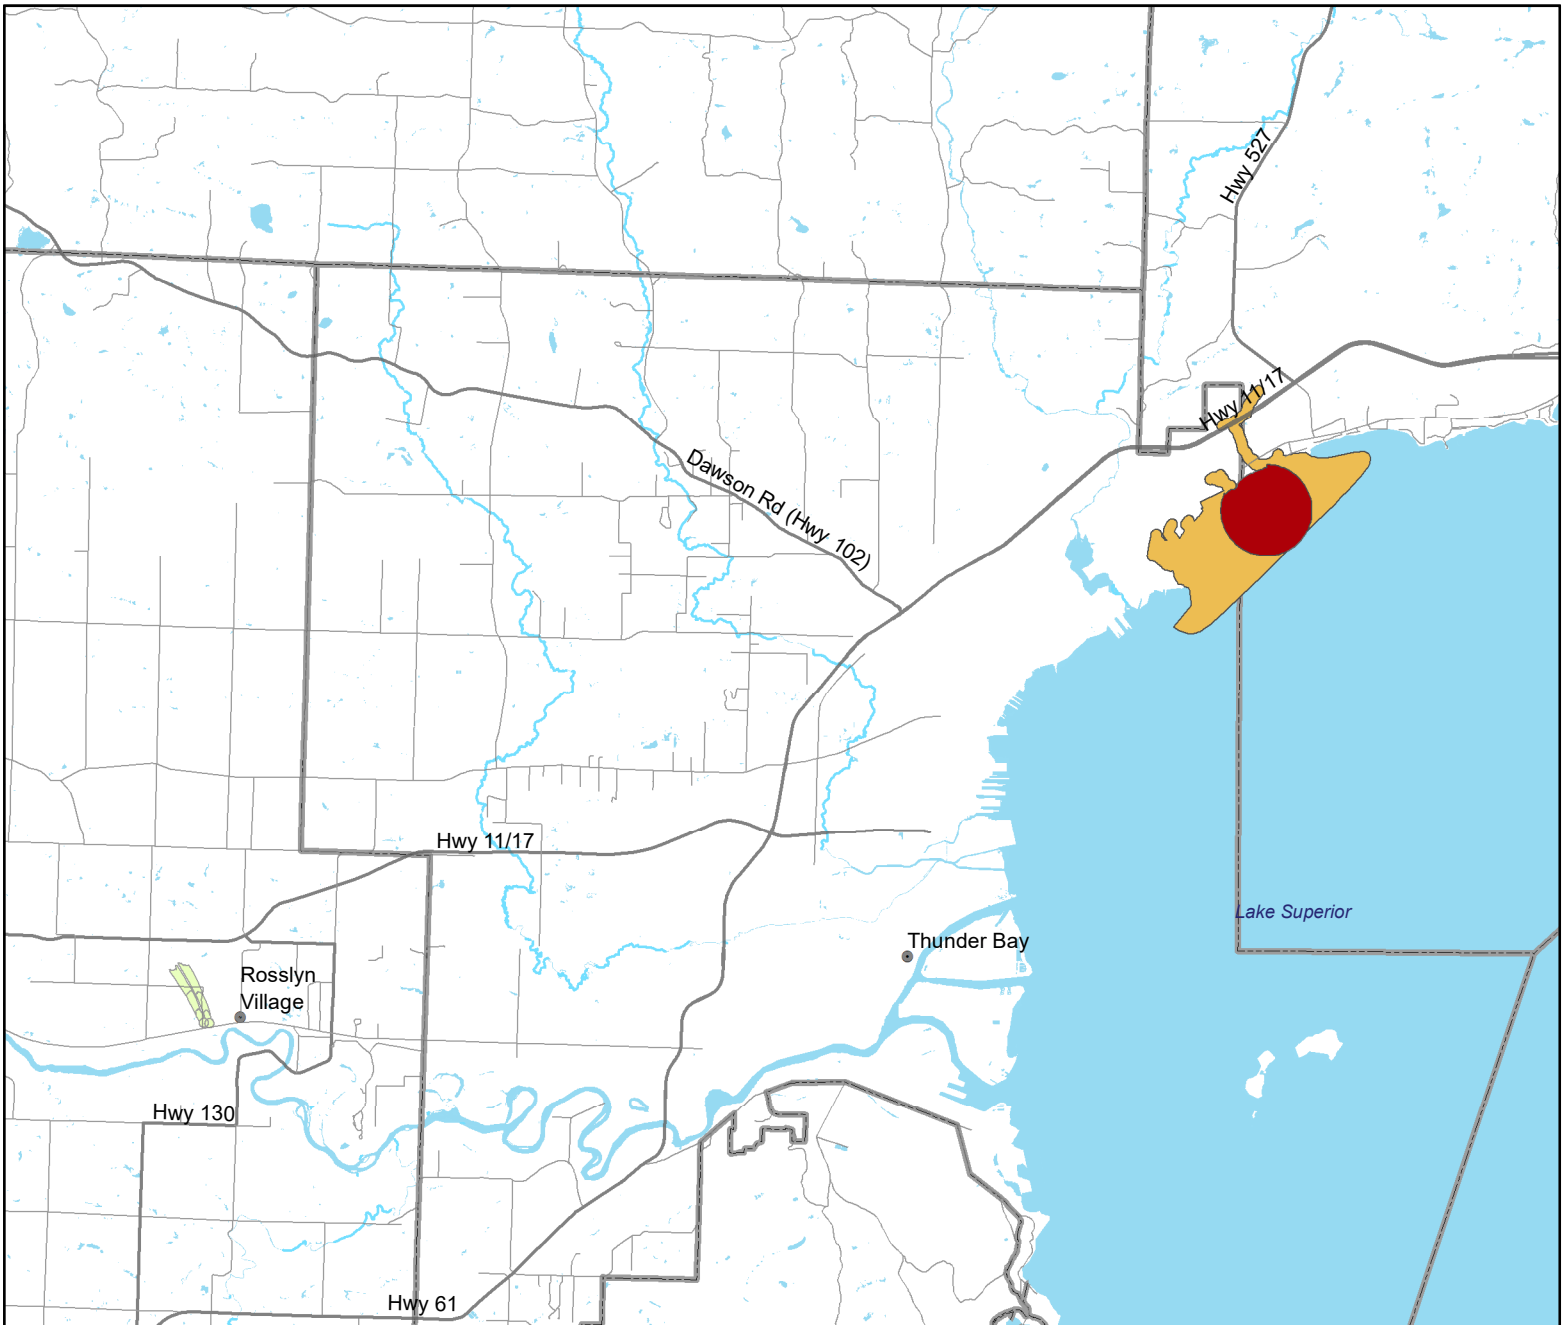 Hwy 527
Hwy 11/17
Dawson Rd (Hwy 102)
Hwy 11/17
Lake Superior
Thunder Bay
Rosslyn
Village
Hwy 130
Hwy 61